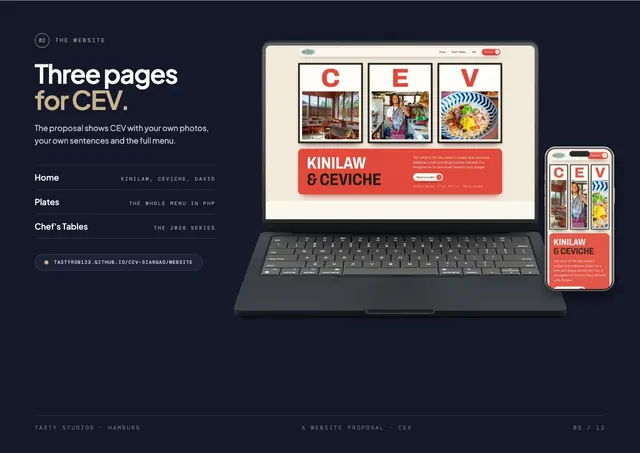 02 THE WEBSITE
Three pages
for CEV.
The proposal shows CEV with your own photos,
your own sentences and the full menu.
Home KINILAW, CEVICHE, DAVID
Plates THE WHOLE MENU IN PHP
Chef's Tables THE 2026 SERIES
TASTYROB123.GITHUB.IO/CEV-SIARGAO/WEBSITE
C E V
KINILAW
& CEVICHE
C E V
KINILAW
& CEVICHE
TASTY STUDIOS · HAMBURG
A WEBSITE PROPOSAL · CEV
03 / 12